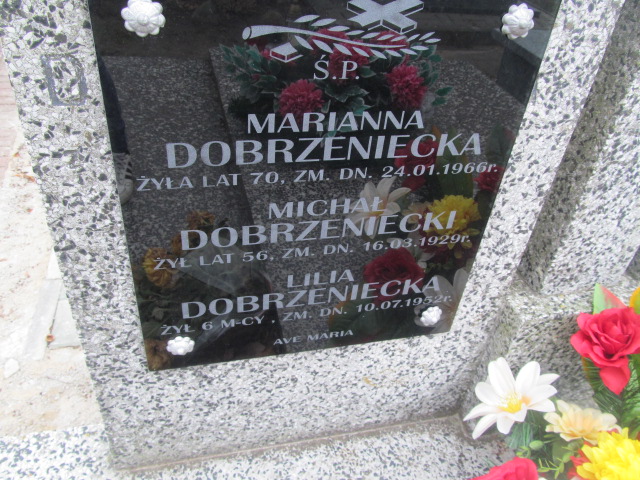 Ś.P.
MARIANNA
DOBRZENIECKA
ŻYŁA LAT 70, ZM. DN. 24.01.1966r.
MICHAŁ
DOBRZENIECKI
ŻYŁ LAT 56, ZM. DN. 16.03.1929r.
LILIA
DOBRZENIECKA
ŻYŁ 6 M-CY. ZM. DN. 10.07.1952r.
AVE MARIA
D